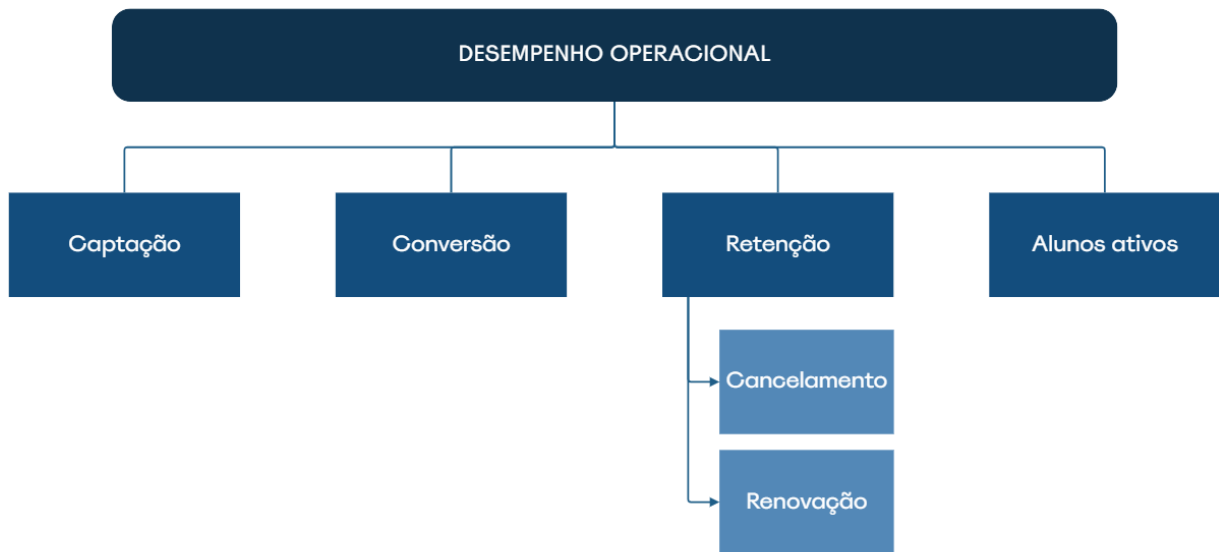 DESEMPENHO OPERACIONAL
Captação
Conversão
Retenção
Alunos ativos
Cancelamento
Renovação